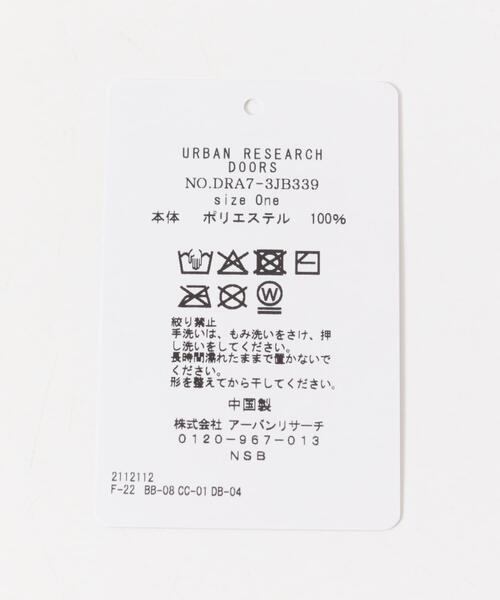 URBAN RESEARCH
DOORS
NO.DRA7-3JB339
size One
本体 ポリエステル 100%
W
絞り禁止
手洗いは、もみ洗いをさけ、押
し洗いをしてください。
長時間濡れたままで置かないで
ください。
形を整えてから干してください。
中国製
株式会社 アーバンリサーチ
0120-967-013
NSB
2112112
F-22 BB-08 CC-01 DB-04